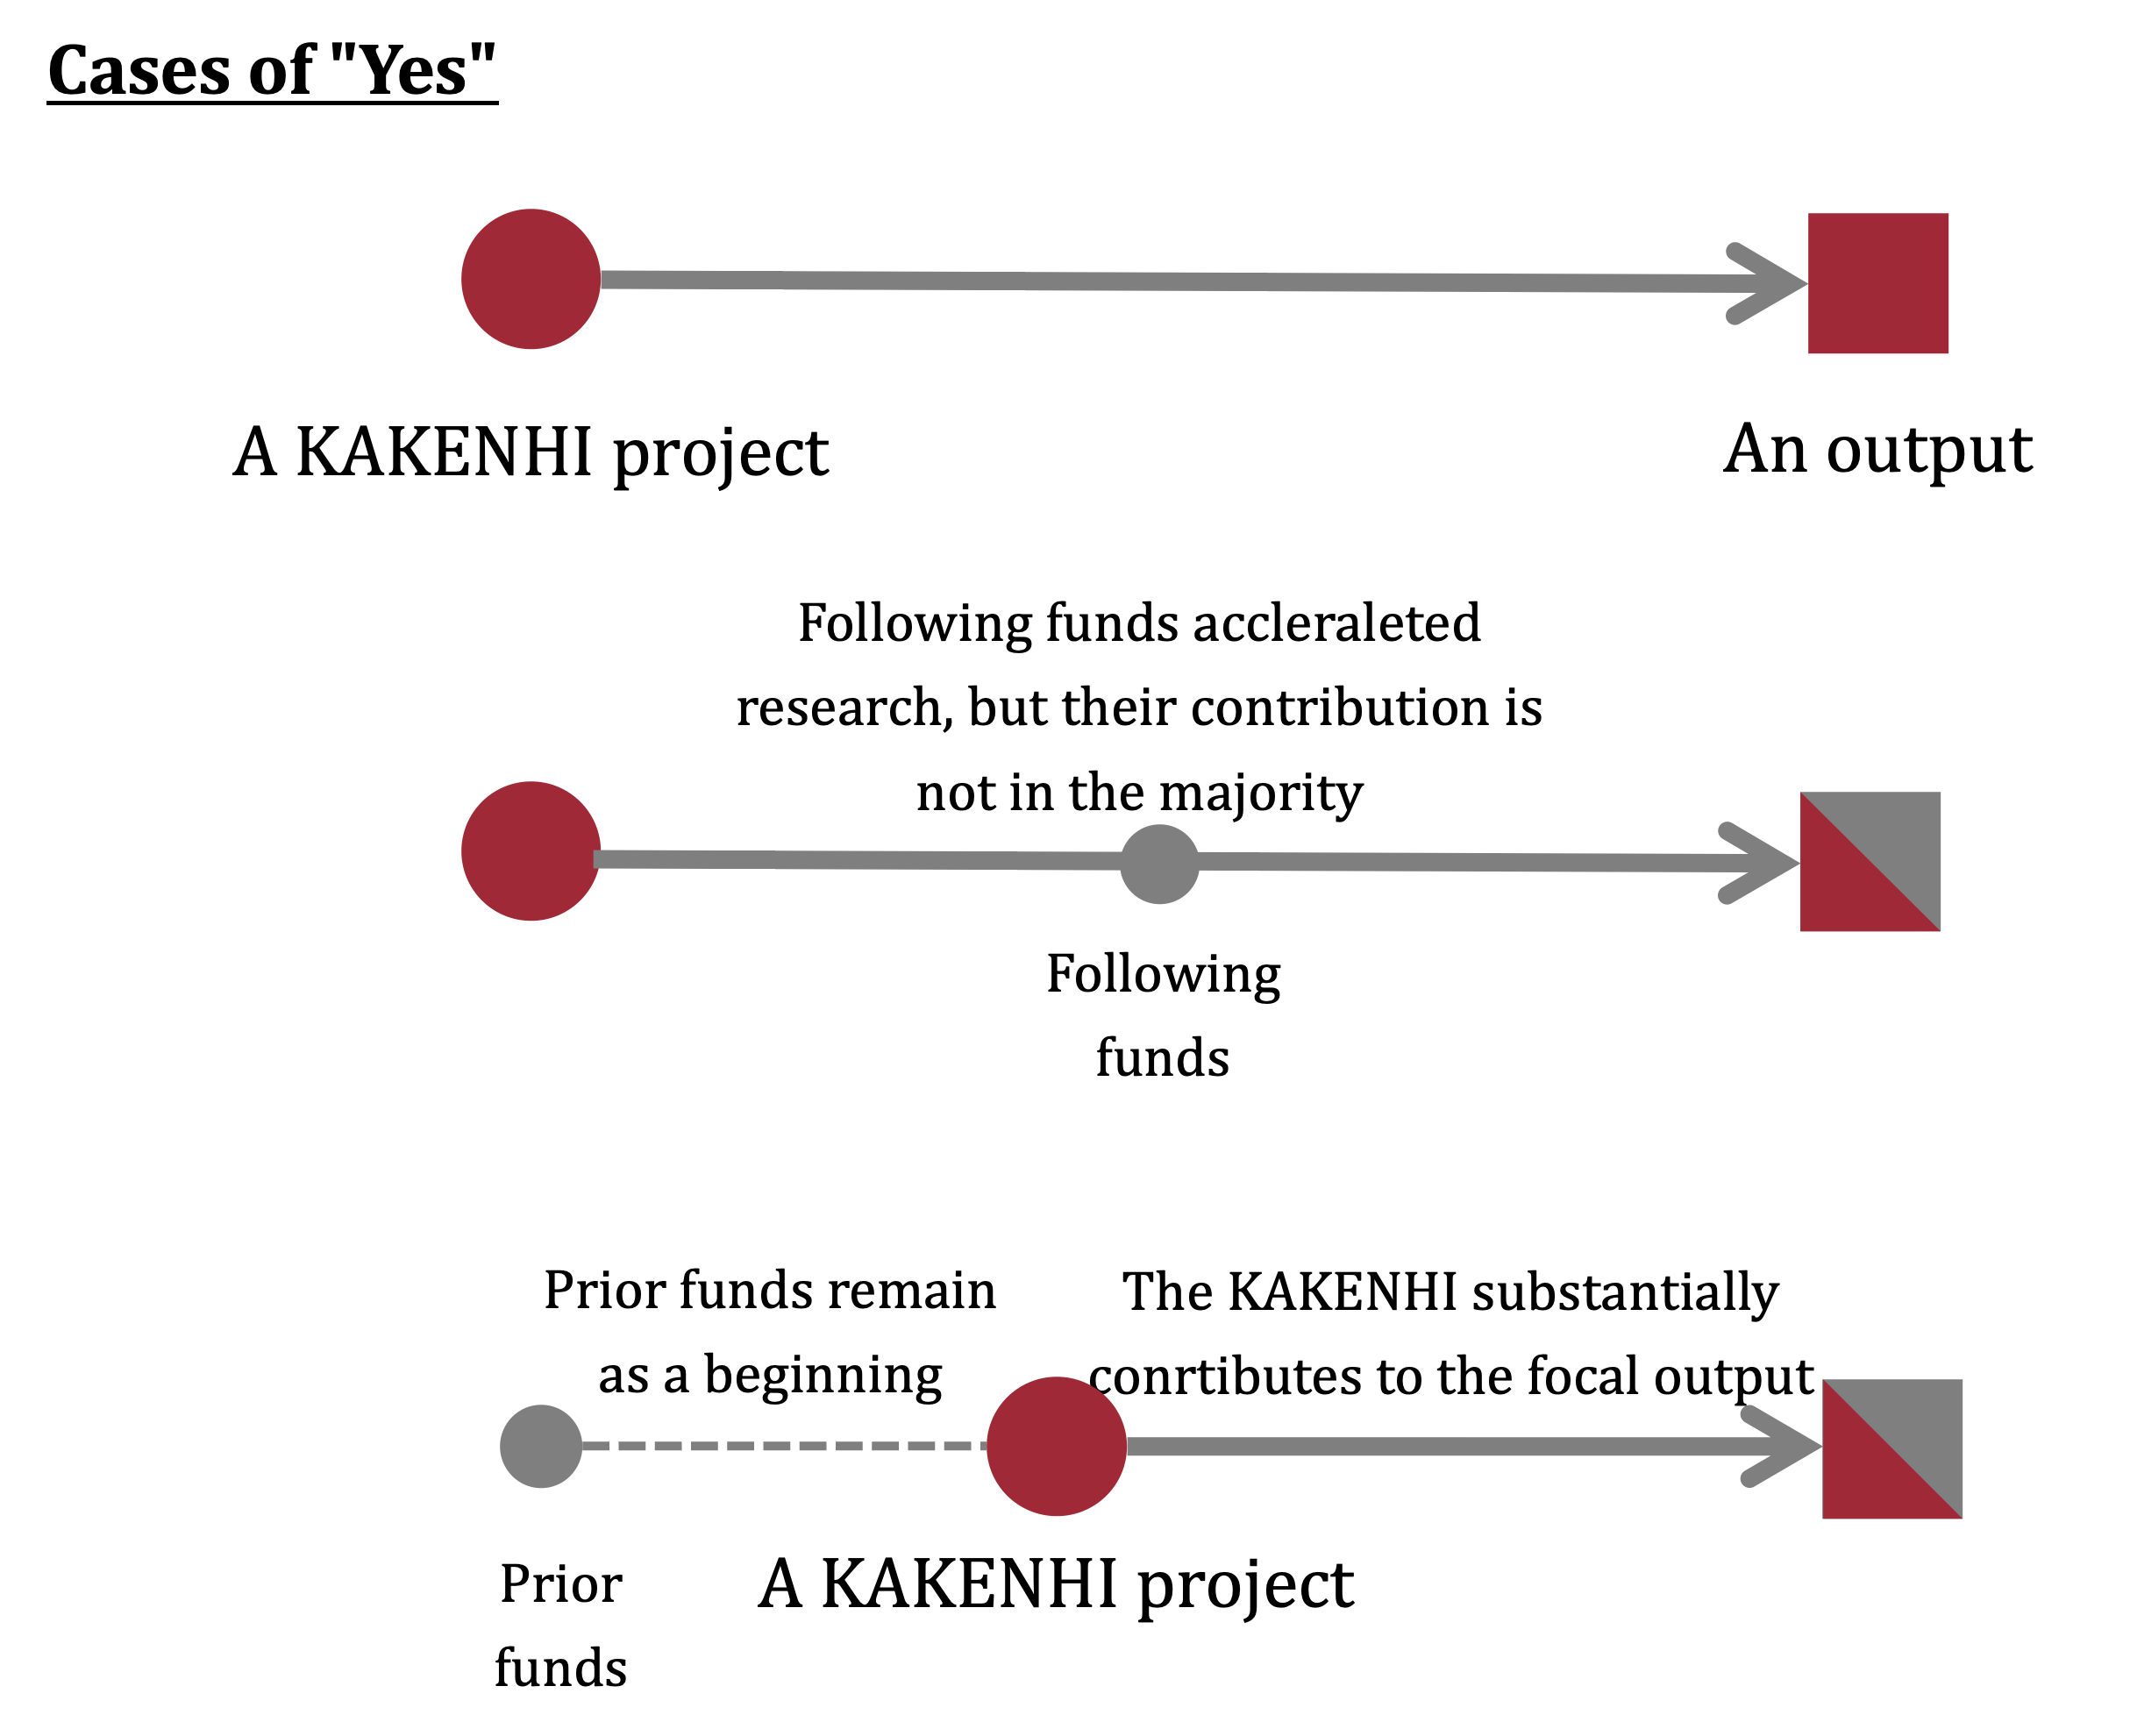 Cases of "Yes"
A KAKENHI project
An output
Following funds accleraleted
research, but their contribution is
not in the majority
Following
funds
Prior funds remain
as a beginning
The KAKENHI substantially
conrtibutes to the focal output
Prior
funds
A KAKENHI project